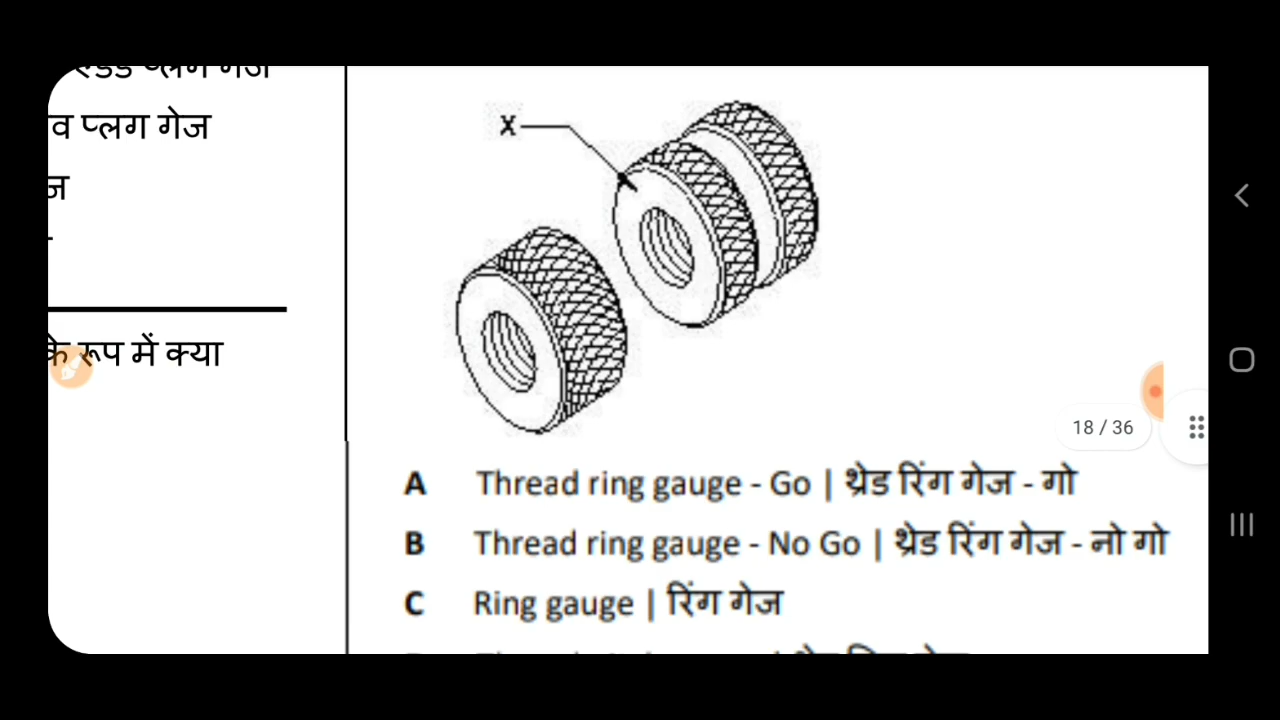 व प्लग गेज
ज
के रूप में क्या
X
18 / 36
A Thread ring gauge - Go | थ्रेड रिंग गेज - गो
B Thread ring gauge - No Go | थ्रेड रिंग गेज - नो गो
C Ring gauge | रिंग गेज